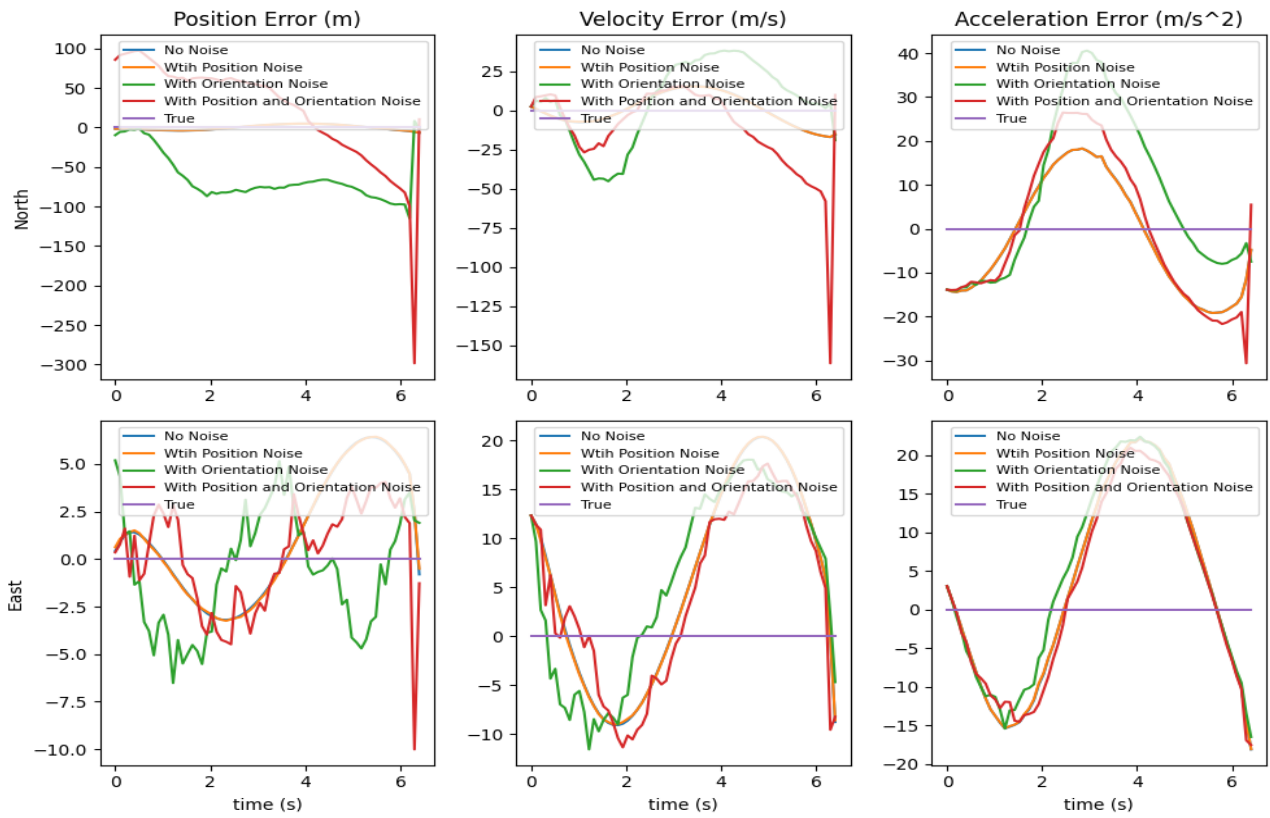 Position Error (m)
Velocity Error (m/s)
Acceleration Error (m/s^2)
North
100
50
0
−50
−100
−150
−200
−250
−300
0
2
4
6
No Noise
Wtih Position Noise
With Orientation Noise
With Position and Orientation Noise
True
25
0
−25
−50
−75
−100
−125
−150
0
2
4
6
No Noise
Wtih Position Noise
With Orientation Noise
With Position and Orientation Noise
True
40
30
20
10
0
−10
−20
−30
0
2
4
6
No Noise
Wtih Position Noise
With Orientation Noise
With Position and Orientation Noise
True
East
5.0
2.5
0.0
−2.5
−5.0
−7.5
−10.0
0
2
4
6
time (s)
No Noise
Wtih Position Noise
With Orientation Noise
With Position and Orientation Noise
True
20
15
10
5
0
−5
−10
0
2
4
6
time (s)
No Noise
Wtih Position Noise
With Orientation Noise
With Position and Orientation Noise
True
20
15
10
5
0
−5
−10
−15
−20
0
2
4
6
time (s)
No Noise
Wtih Position Noise
With Orientation Noise
With Position and Orientation Noise
True